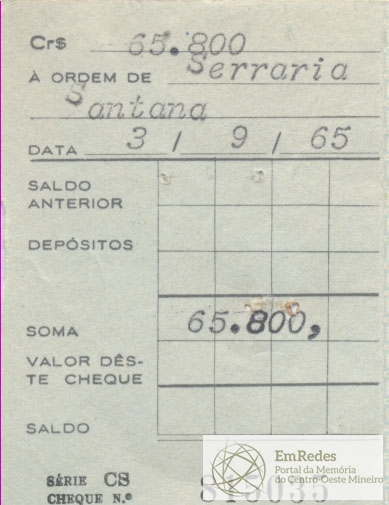 Cr$ 65.800
À ORDEM DE Serraria
Santana
DATA 3 / 9 / 65
SALDO
ANTERIOR
DEPÓSITOS
SOMA 65.800,
VALOR DÊS-
TE CHEQUE
SALDO
EmRedes
Portal da Memória
do Centro-Oeste Mineiro
SÉRIE CS
CHEQUE N.º